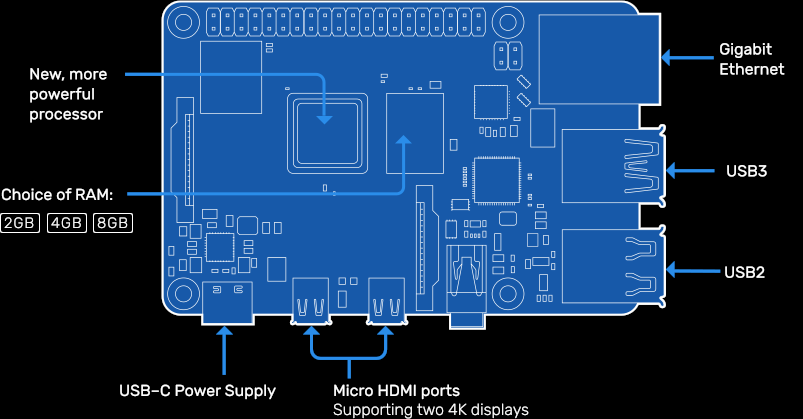 New, more
powerful
processor
Gigabit
Ethernet
USB3
Choice of RAM:
2GB 4GB 8GB
USB2
USB–C Power Supply
Micro HDMI ports
Supporting two 4K displays